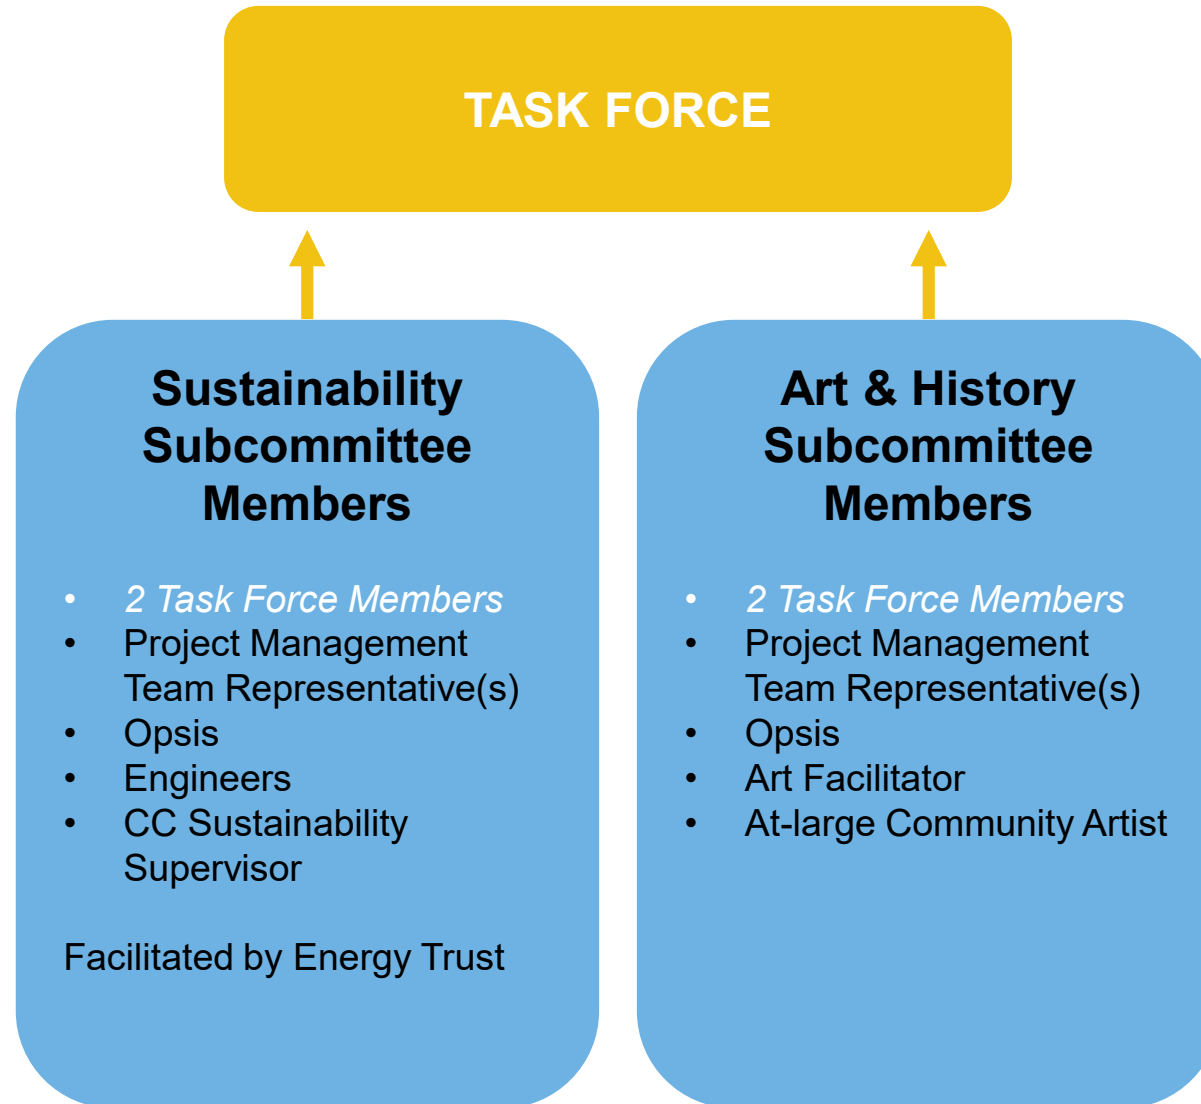 TASK FORCE
Sustainability
Subcommittee
Members
• 2 Task Force Members
• Project Management
Team Representative(s)
• Opsis
• Engineers
• CC Sustainability
Supervisor
Facilitated by Energy Trust
Art & History
Subcommittee
Members
• 2 Task Force Members
• Project Management
Team Representative(s)
• Opsis
• Art Facilitator
• At-large Community Artist